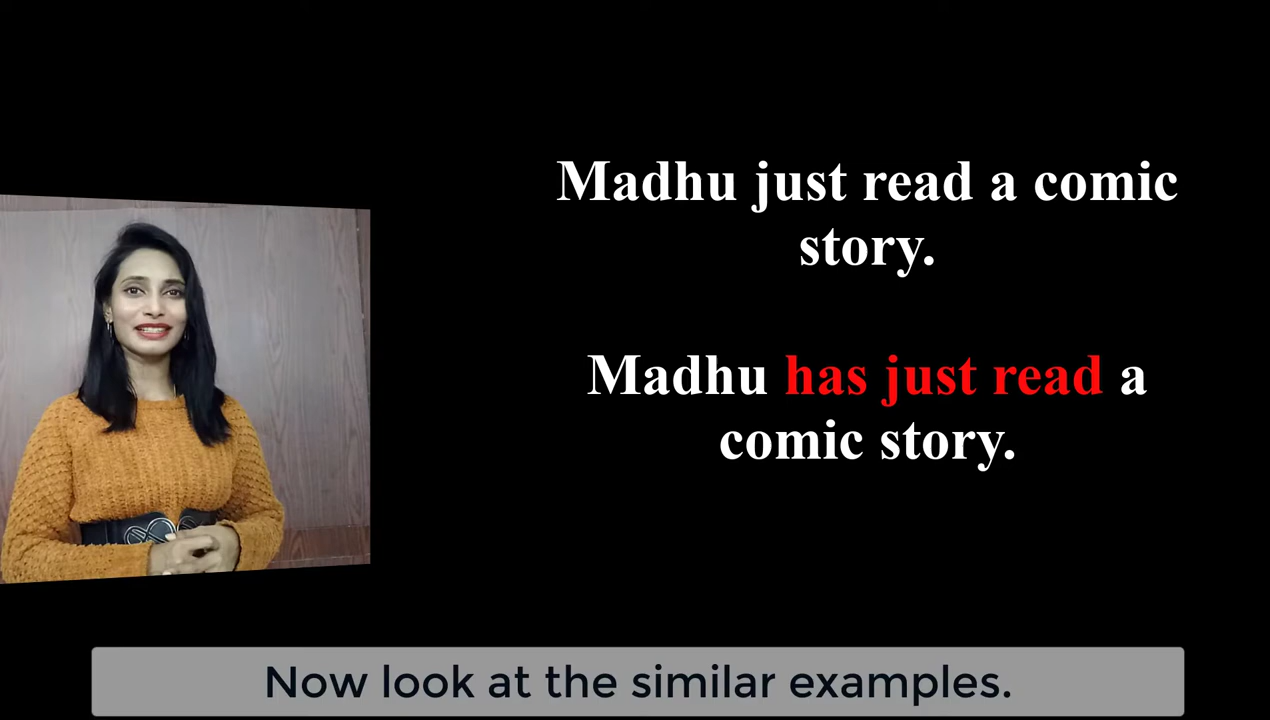 Madhu just read a comic
story.
Madhu has just read a
comic story.
Now look at the similar examples.